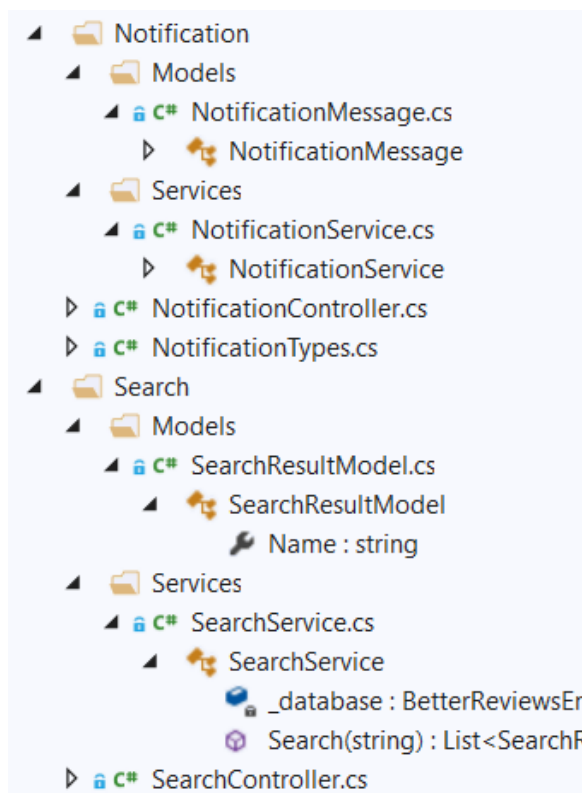 Notification
Models
C# NotificationMessage.cs
NotificationMessage
Services
C# NotificationService.cs
NotificationService
C# NotificationController.cs
C# NotificationTypes.cs
Search
Models
C# SearchResultModel.cs
SearchResultModel
Name : string
Services
C# SearchService.cs
SearchService
_database : BetterReviewsEn
Search(string) : List<SearchR
C# SearchController.cs